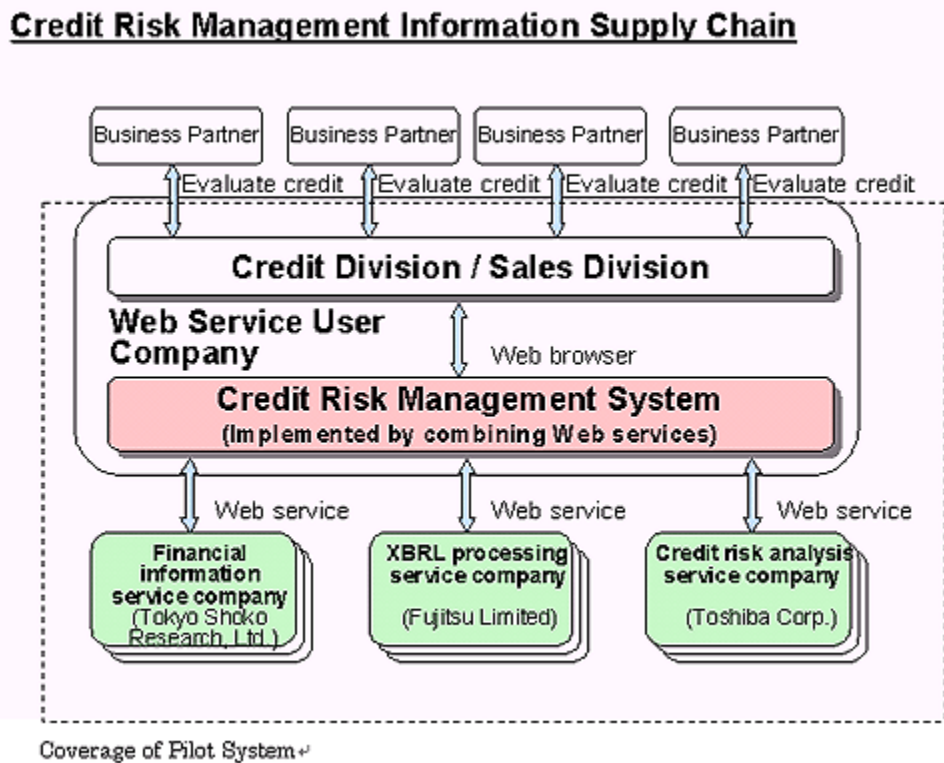 Credit Risk Management Information Supply Chain
Business Partner Business Partner Business Partner Business Partner
Evaluate credit Evaluate credit Evaluate credit Evaluate credit
Credit Division / Sales Division
Web Service User
Company
Web browser
Credit Risk Management System
(Implemented by combining Web services)
Web service Web service Web service
Financial
information
service company
(Tokyo Shoko
Research, Ltd.)
XBRL processing
service company
(Fujitsu Limited)
Credit risk analysis
service company
(Toshiba Corp.)
Coverage of Pilot System↵